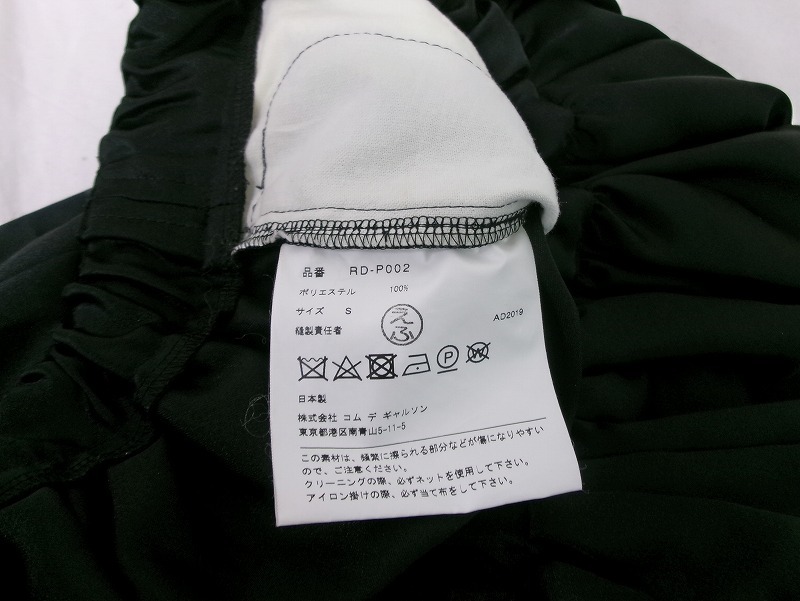 品番 RD-P002
ポリエステル 100%
サイズ S
縫製責任者 えふ AD2019
P W
日本製
株式会社 コム デ ギャルソン
東京都港区南青山5-11-5
この素材は、頻繁に擦られる部分などが傷になりやすい
ので、ご注意ください。
クリーニングの際、必ずネットを使用して下さい。
アイロン掛けの際、必ず当て布をして下さい。